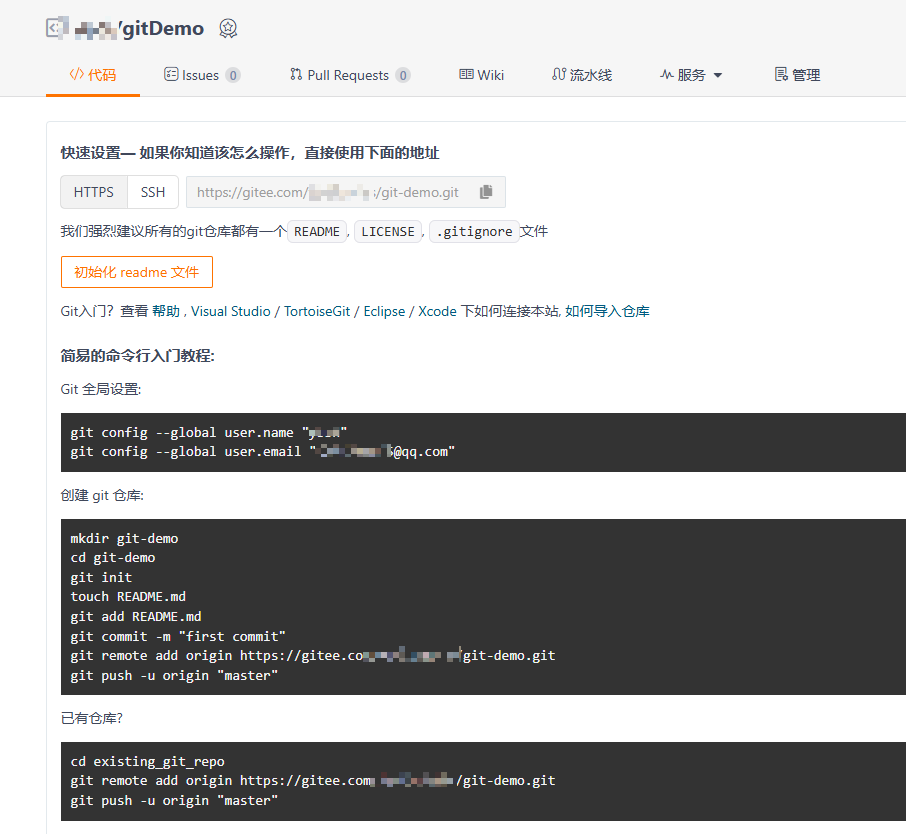 /gitDemo
代码 Issues 0 Pull Requests 0 Wiki 流水线 服务 管理
快速设置— 如果你知道该怎么操作，直接使用下面的地址
HTTPS SSH https://gitee.com/ /git-demo.git
我们强烈建议所有的git仓库都有一个 README , LICENSE , .gitignore 文件
初始化 readme 文件
Git入门？查看 帮助 , Visual Studio / TortoiseGit / Eclipse / Xcode 下如何连接本站, 如何导入仓库
简易的命令行入门教程:
Git 全局设置:
git config --global user.name " "
git config --global user.email " @qq.com"
创建 git 仓库:
mkdir git-demo
cd git-demo
git init
touch README.md
git add README.md
git commit -m "first commit"
git remote add origin https://gitee.co /git-demo.git
git push -u origin "master"
已有仓库?
cd existing_git_repo
git remote add origin https://gitee.com /git-demo.git
git push -u origin "master"